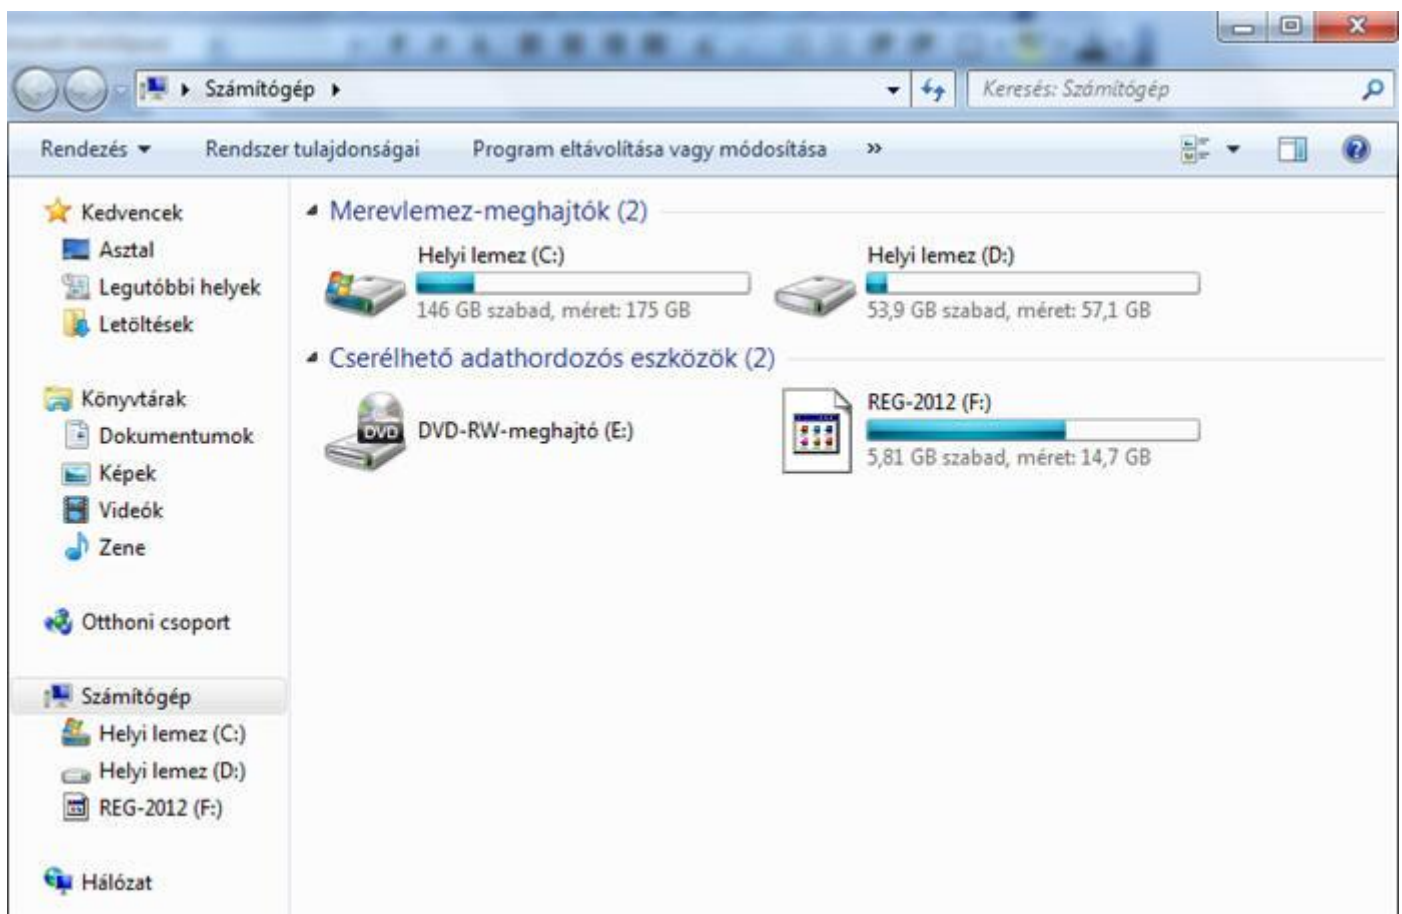 Számítógép
Keresés: Számítógép
Rendezés
Rendszer tulajdonságai
Program eltávolítása vagy módosítása
»
Kedvencek
Asztal
Legutóbbi helyek
Letöltések
Könyvtárak
Dokumentumok
Képek
Videók
Zene
Otthoni csoport
Számítógép
Helyi lemez (C:)
Helyi lemez (D:)
REG-2012 (F:)
Hálózat
Merevlemez-meghajtók (2)
Helyi lemez (C:)
146 GB szabad, méret: 175 GB
Helyi lemez (D:)
53,9 GB szabad, méret: 57,1 GB
Cserélhető adathordozós eszközök (2)
DVD
DVD-RW-meghajtó (E:)
REG-2012 (F:)
5,81 GB szabad, méret: 14,7 GB